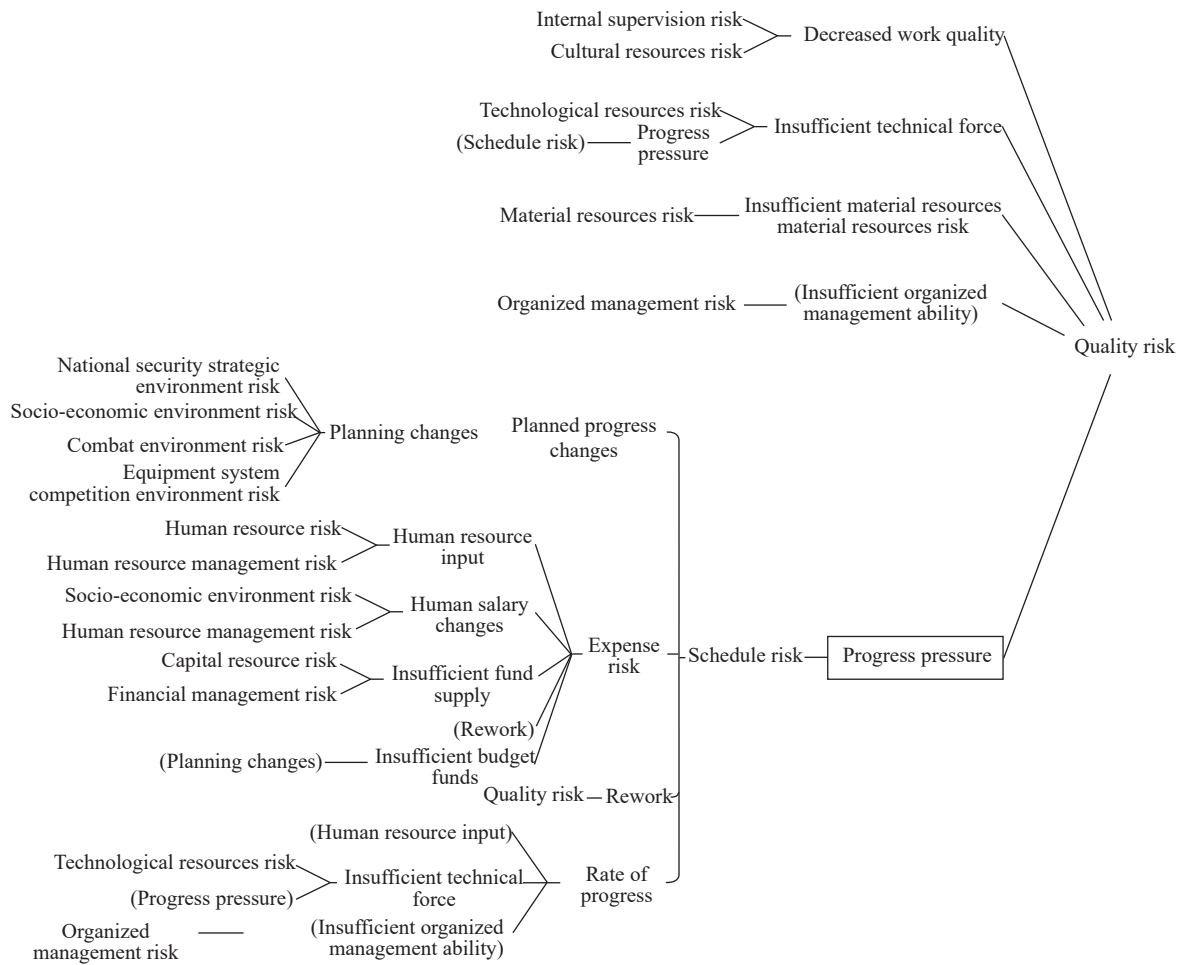 Internal supervision risk
Cultural resources risk
Decreased work quality
Technological resources risk
(Schedule risk)
Progress
pressure
Insufficient technical force
Material resources risk
Insufficient material resources
material resources risk
Organized management risk
(Insufficient organized
management ability)
Quality risk
National security strategic
environment risk
Socio-economic environment risk
Combat environment risk
Equipment system
competition environment risk
Planning changes
Planned progress
changes
Human resource risk
Human resource management risk
Human resource
input
Socio-economic environment risk
Human resource management risk
Human salary
changes
Capital resource risk
Financial management risk
Insufficient fund
supply
(Rework)
(Planning changes)
Insufficient budget
funds
Expense
risk
Schedule risk
Progress pressure
Quality risk
Rework
(Human resource input)
Technological resources risk
(Progress pressure)
Insufficient technical
force
Organized
management risk
(Insufficient organized
management ability)
Rate of
progress